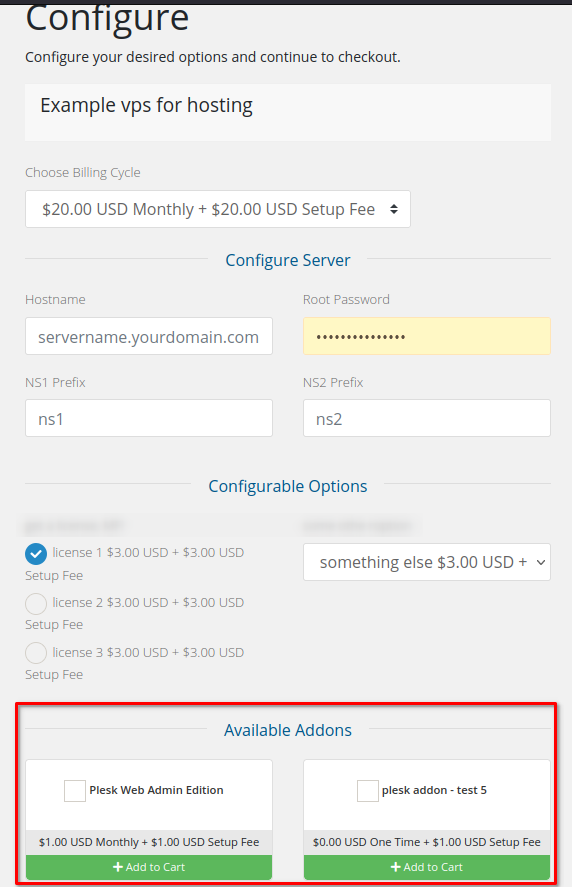 Configure
Configure your desired options and continue to checkout.
Example vps for hosting
Choose Billing Cycle
$20.00 USD Monthly + $20.00 USD Setup Fee
Configure Server
Hostname
Root Password
servername.yourdomain.com
•••••••••••••••
NS1 Prefix
NS2 Prefix
ns1
ns2
Configurable Options
license 1 $3.00 USD + $3.00 USD
Setup Fee
something else $3.00 USD +
license 2 $3.00 USD + $3.00 USD
Setup Fee
license 3 $3.00 USD + $3.00 USD
Setup Fee
Available Addons
Plesk Web Admin Edition
$1.00 USD Monthly + $1.00 USD Setup Fee
+ Add to Cart
plesk addon - test 5
$0.00 USD One Time + $1.00 USD Setup Fee
+ Add to Cart